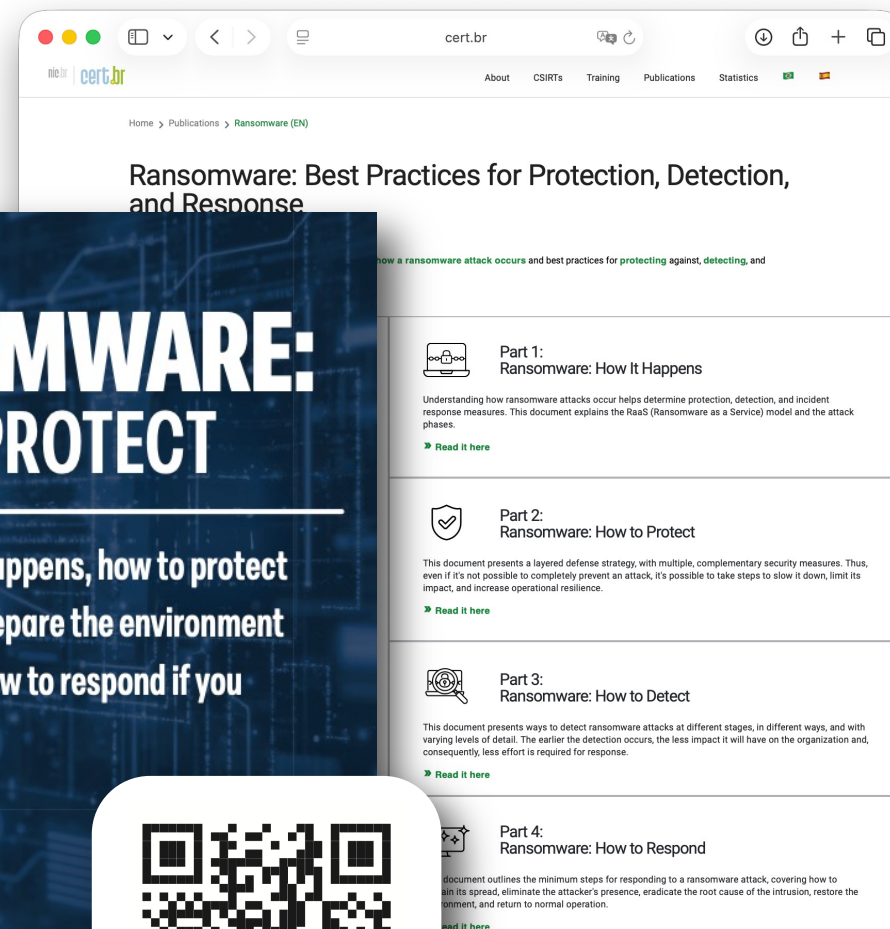 cert.br
nic.br cert.br
About CSIRTs Training Publications Statistics
Home Publications Ransomware (EN)
Ransomware: Best Practices for Protection, Detection,
and Response
how a ransomware attack occurs and best practices for protecting against, detecting, and
MWARE:
PROTECT
appens, how to protect
epare the environment
w to respond if you
Part 1:
Ransomware: How It Happens
Understanding how ransomware attacks occur helps determine protection, detection, and incident
response measures. This document explains the RaaS (Ransomware as a Service) model and the attack
phases.
Read it here
Part 2:
Ransomware: How to Protect
This document presents a layered defense strategy, with multiple, complementary security measures. Thus,
even if it's not possible to completely prevent an attack, it's possible to take steps to slow it down, limit its
impact, and increase operational resilience.
Read it here
Part 3:
Ransomware: How to Detect
This document presents ways to detect ransomware attacks at different stages, in different ways, and with
varying levels of detail. The earlier the detection occurs, the less impact it will have on the organization and,
consequently, less effort is required for response.
Read it here
Part 4:
Ransomware: How to Respond
document outlines the minimum steps for responding to a ransomware attack, covering how to
ain its spread, eliminate the attacker's presence, eradicate the root cause of the intrusion, restore the
ronment, and return to normal operation.
ead it here